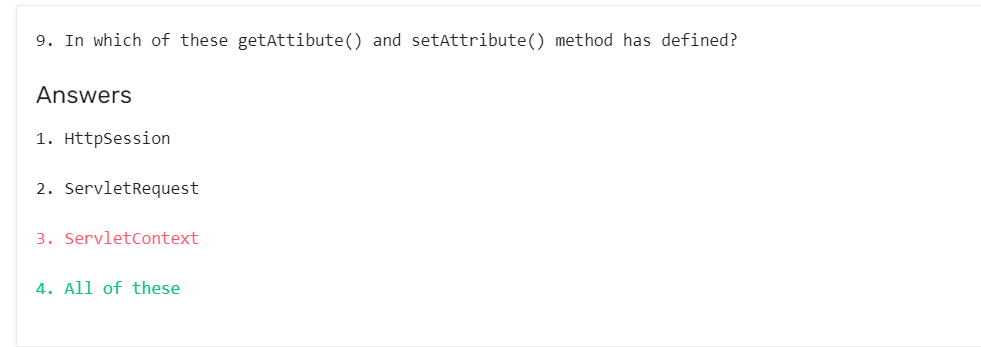 9. In which of these getAttibute() and setAttribute() method has defined?
Answers
1. HttpSession
2. ServletRequest
3. ServletContext
4. All of these